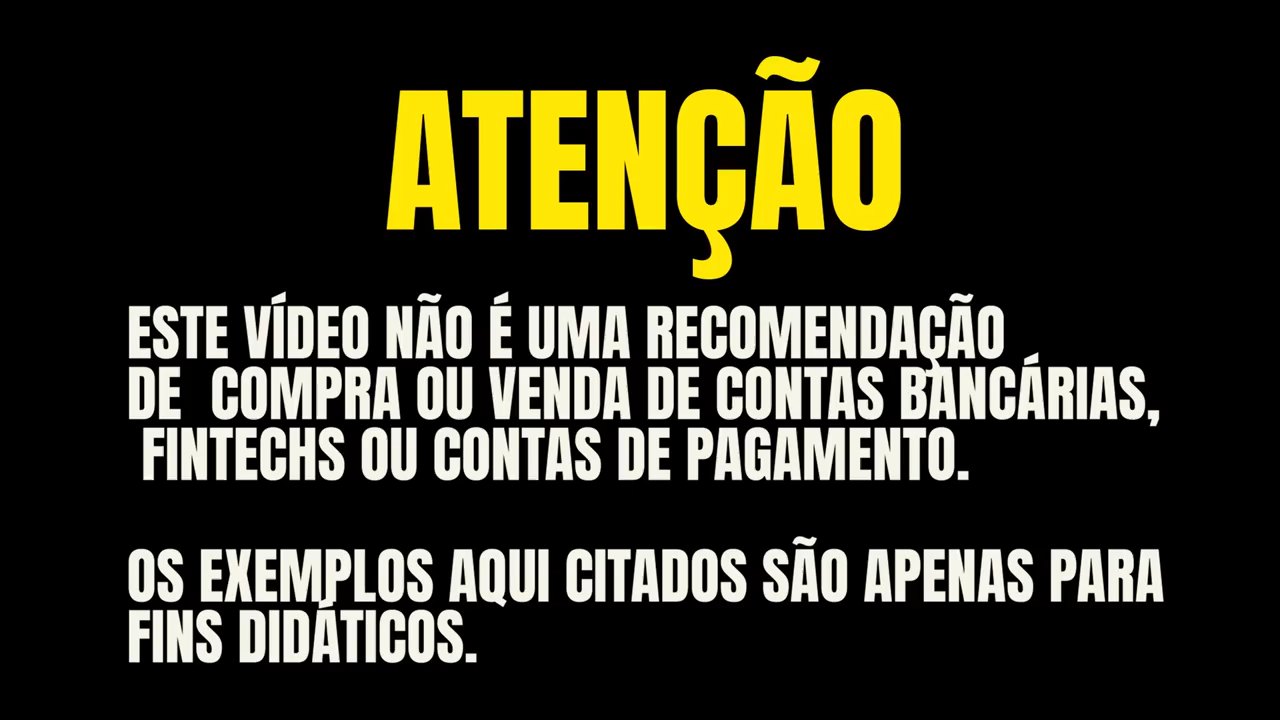 ATENÇÃO
ESTE VÍDEO NÃO É UMA RECOMENDAÇÃO
DE COMPRA OU VENDA DE CONTAS BANCÁRIAS,
FINTECHS OU CONTAS DE PAGAMENTO.
OS EXEMPLOS AQUI CITADOS SÃO APENAS PARA
FINS DIDÁTICOS.